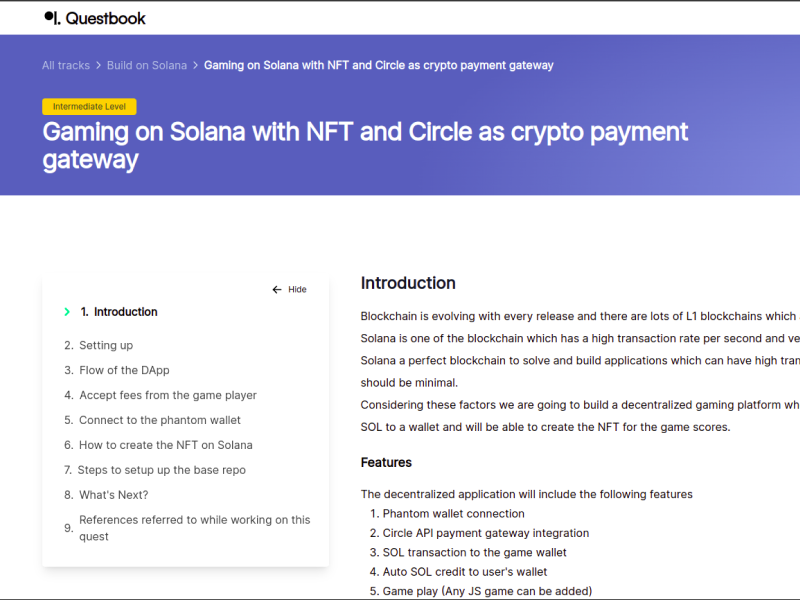 Questbook
All tracks > Build on Solana > Gaming on Solana with NFT and Circle as crypto payment gateway
Intermediate Level
Gaming on Solana with NFT and Circle as crypto payment
gateway
← Hide
1. Introduction
2. Setting up
3. Flow of the DApp
4. Accept fees from the game player
5. Connect to the phantom wallet
6. How to create the NFT on Solana
7. Steps to setup up the base repo
8. What's Next?
9. References referred to while working on this
quest
Introduction
Blockchain is evolving with every release and there are lots of L1 blockchains which
Solana is one of the blockchain which has a high transaction rate per second and
Solana a perfect blockchain to solve and build applications which can have high
should be minimal.
Considering these factors we are going to build a decentralized gaming platform
SOL to a wallet and will be able to create the NFT for the game scores.
Features
The decentralized application will include the following features
1. Phantom wallet connection
2. Circle API payment gateway integration
3. SOL transaction to the game wallet
4. Auto SOL credit to user's wallet
5. Game play (Any JS game can be added)